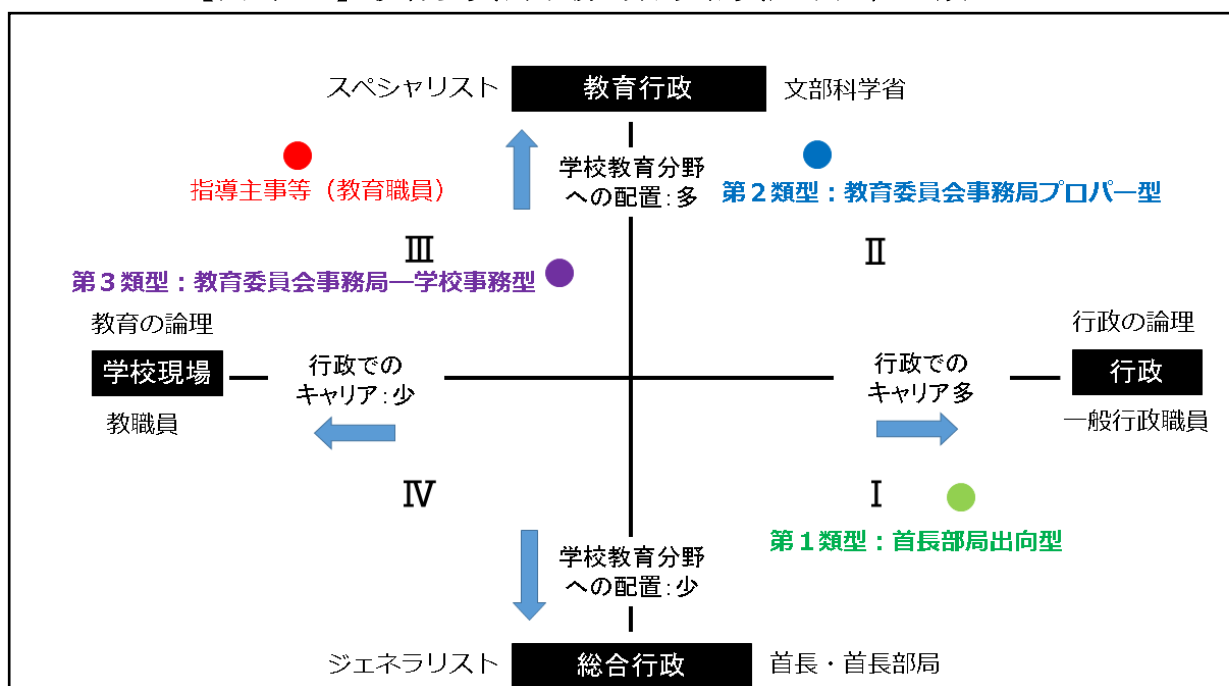 スペシャリスト 教育行政 文部科学省
学校教育分野
への配置:多
指導主事等（教育職員）
第２類型：教育委員会事務局プロパー型
Ⅲ
Ⅱ
第３類型：教育委員会事務局―学校事務型
教育の論理
行政の論理
学校現場
行政での
キャリア:少
行政での
キャリア多
行政
教職員
一般行政職員
Ⅳ
Ⅰ
第１類型：首長部局出向型
学校教育分野
への配置:少
ジェネラリスト 総合行政 首長・首長部局